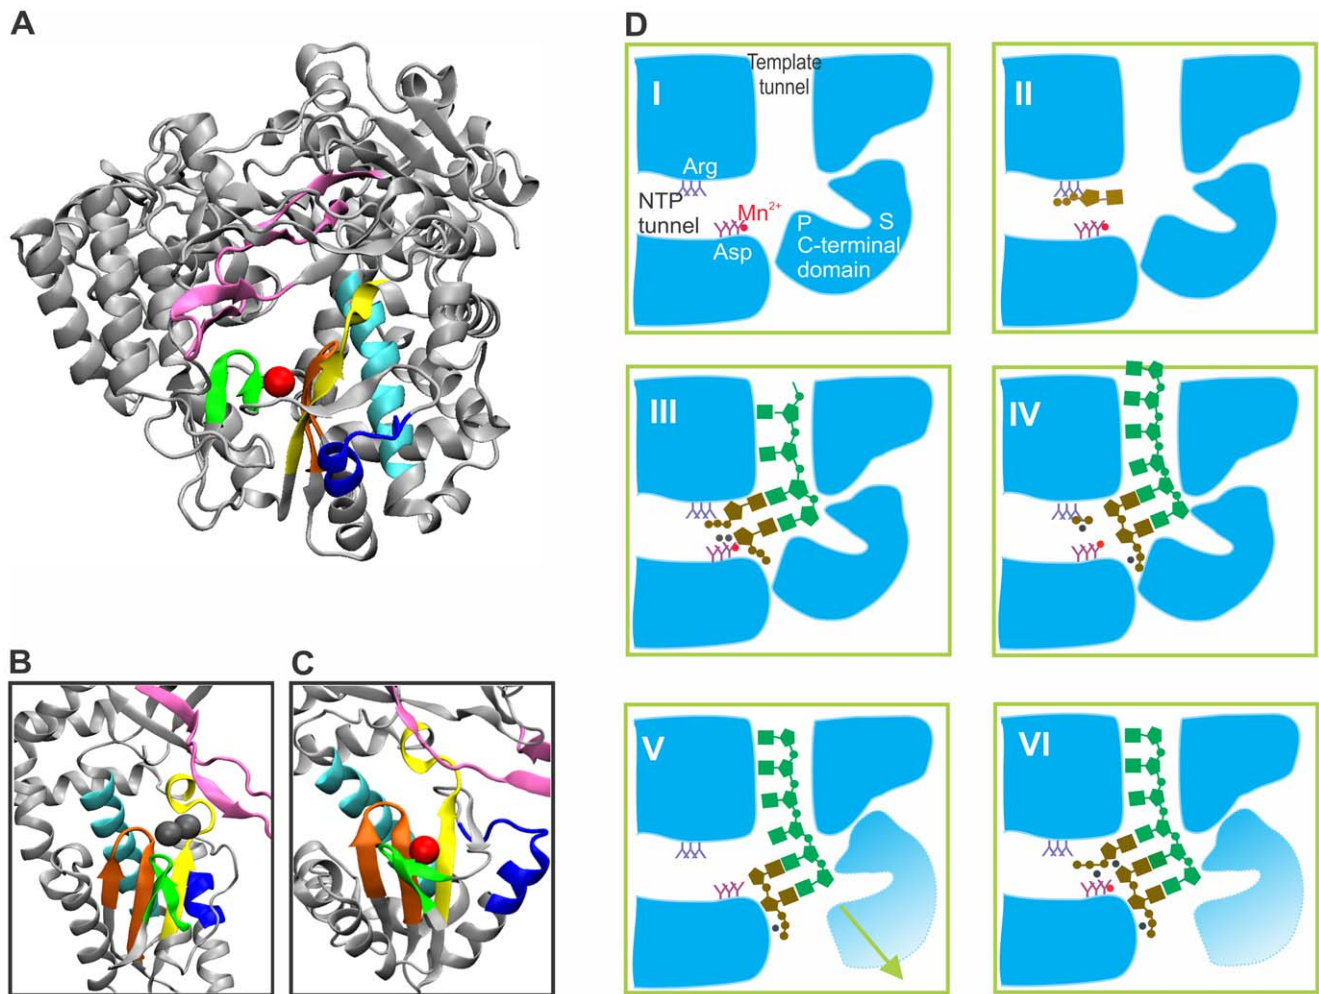 A
B
C
D
I
Template
tunnel
Arg
NTP
tunnel
Mn²⁺
Asp
P
S
C-terminal
domain
II
III
IV
V
VI